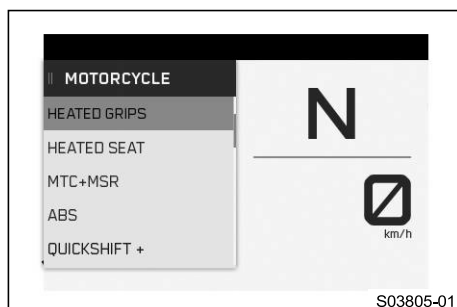 MOTORCYCLE
HEATED GRIPS
HEATED SEAT
MTC+MSR
ABS
QUICKSHIFT +
N
0
km/h
S03805-01